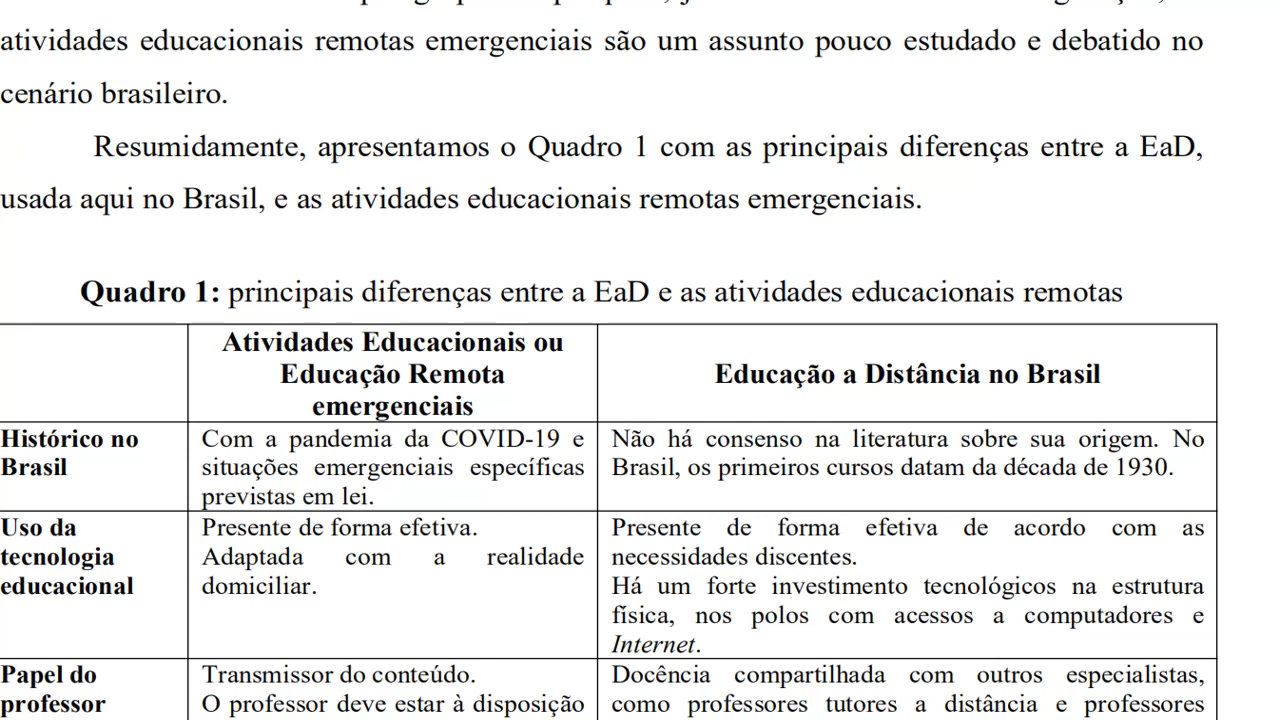 atividades educacionais remotas emergenciais são um assunto pouco estudado e debatido no
cenário brasileiro.
Resumidamente, apresentamos o Quadro 1 com as principais diferenças entre a EaD,
usada aqui no Brasil, e as atividades educacionais remotas emergenciais.
Quadro 1: principais diferenças entre a EaD e as atividades educacionais remotas
Atividades Educacionais ou
Educação Remota
emergenciais
Educação a Distância no Brasil
Histórico no
Brasil
Com a pandemia da COVID-19 e
situações emergenciais específicas
previstas em lei.
Não há consenso na literatura sobre sua origem. No
Brasil, os primeiros cursos datam da década de 1930.
Uso da
tecnologia
educacional
Presente de forma efetiva.
Adaptada com a realidade
domiciliar.
Presente de forma efetiva de acordo com as
necessidades discentes.
Há um forte investimento tecnológicos na estrutura
física, nos polos com acessos a computadores e
Internet.
Papel do
professor
Transmissor do conteúdo.
O professor deve estar à disposição
Docência compartilhada com outros especialistas,
como professores tutores a distância e professores